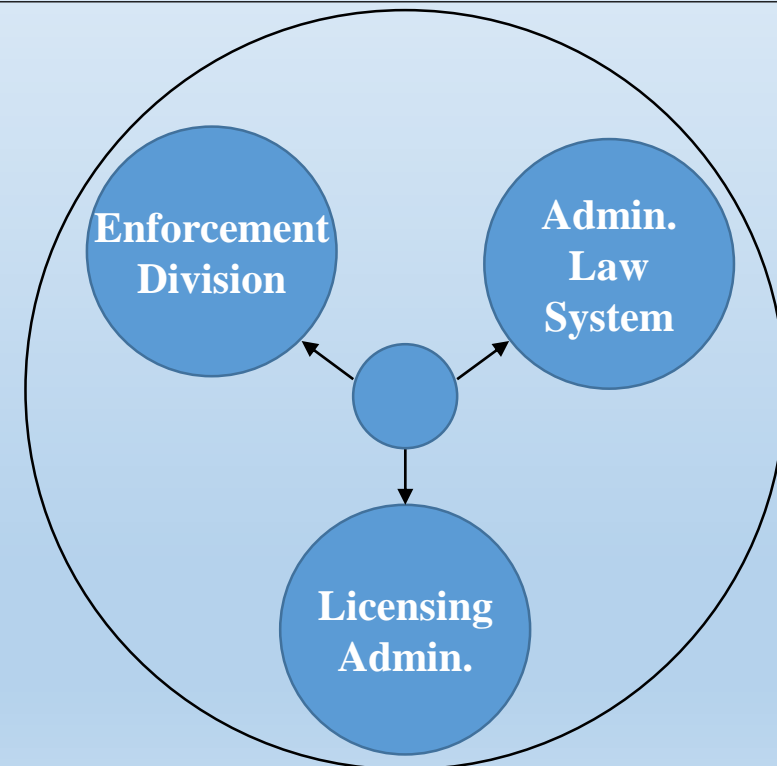 Enforcement
Division
Admin.
Law
System
Licensing
Admin.